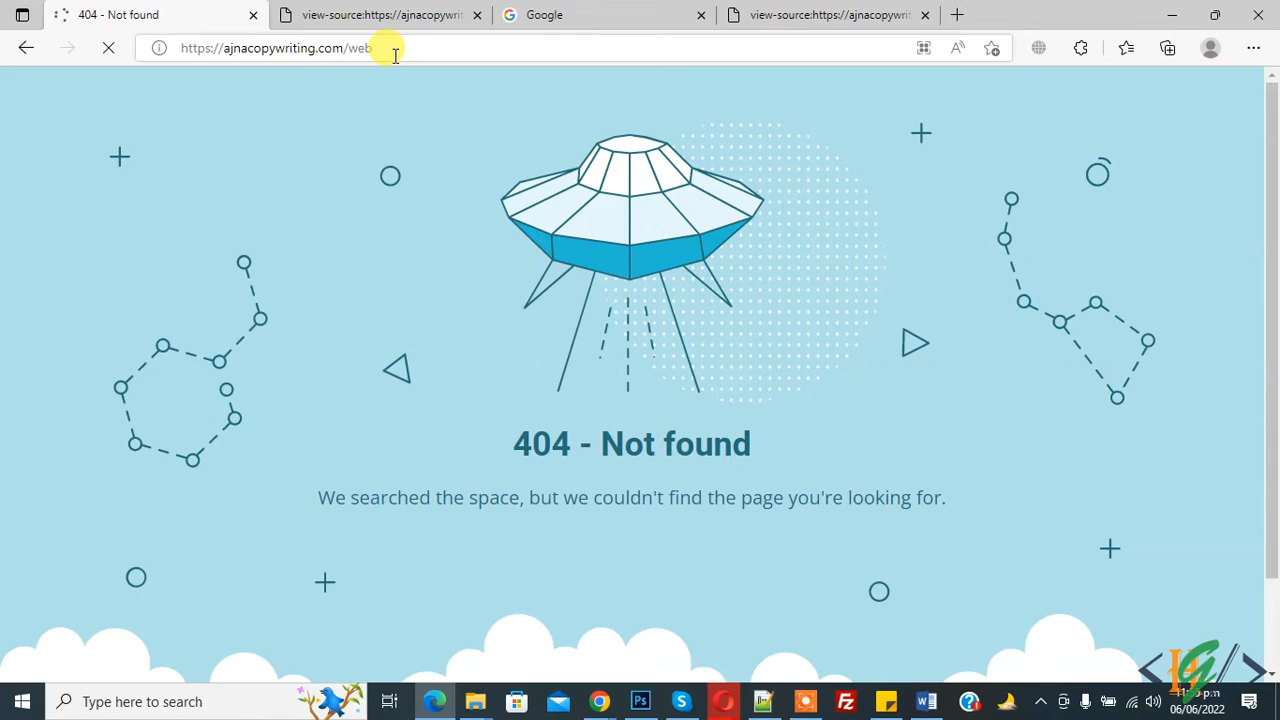 404 - Not found
view-source:https://ajnacopywrit
Google
view-source:https://ajnacopywrit
https://ajnacopywriting.com/web
404 - Not found
We searched the space, but we couldn't find the page you're looking for.
Type here to search
06/06/2022